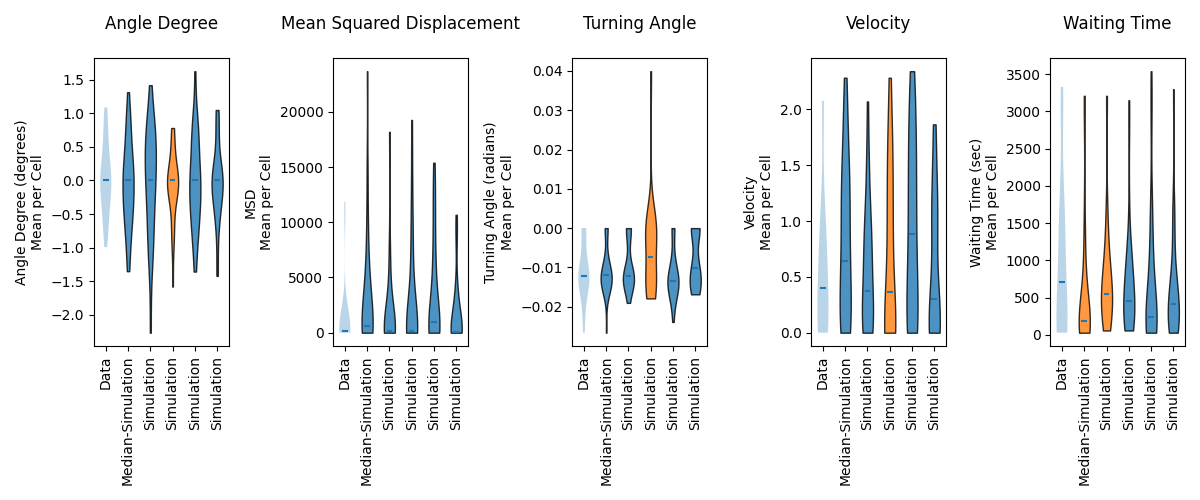 Angle Degree
Angle Degree (degrees)
Mean per Cell
1.5
1.0
0.5
0.0
−0.5
−1.0
−1.5
−2.0
Data
Median-Simulation
Simulation
Simulation
Simulation
Simulation
Mean Squared Displacement
MSD
Mean per Cell
20000
15000
10000
5000
0
Data
Median-Simulation
Simulation
Simulation
Simulation
Simulation
Turning Angle
Turning Angle (radians)
Mean per Cell
0.04
0.03
0.02
0.01
0.00
−0.01
−0.02
Data
Median-Simulation
Simulation
Simulation
Simulation
Simulation
Velocity
Velocity
Mean per Cell
2.0
1.5
1.0
0.5
0.0
Data
Median-Simulation
Simulation
Simulation
Simulation
Simulation
Waiting Time
Waiting Time (sec)
Mean per Cell
3500
3000
2500
2000
1500
1000
500
0
Data
Median-Simulation
Simulation
Simulation
Simulation
Simulation